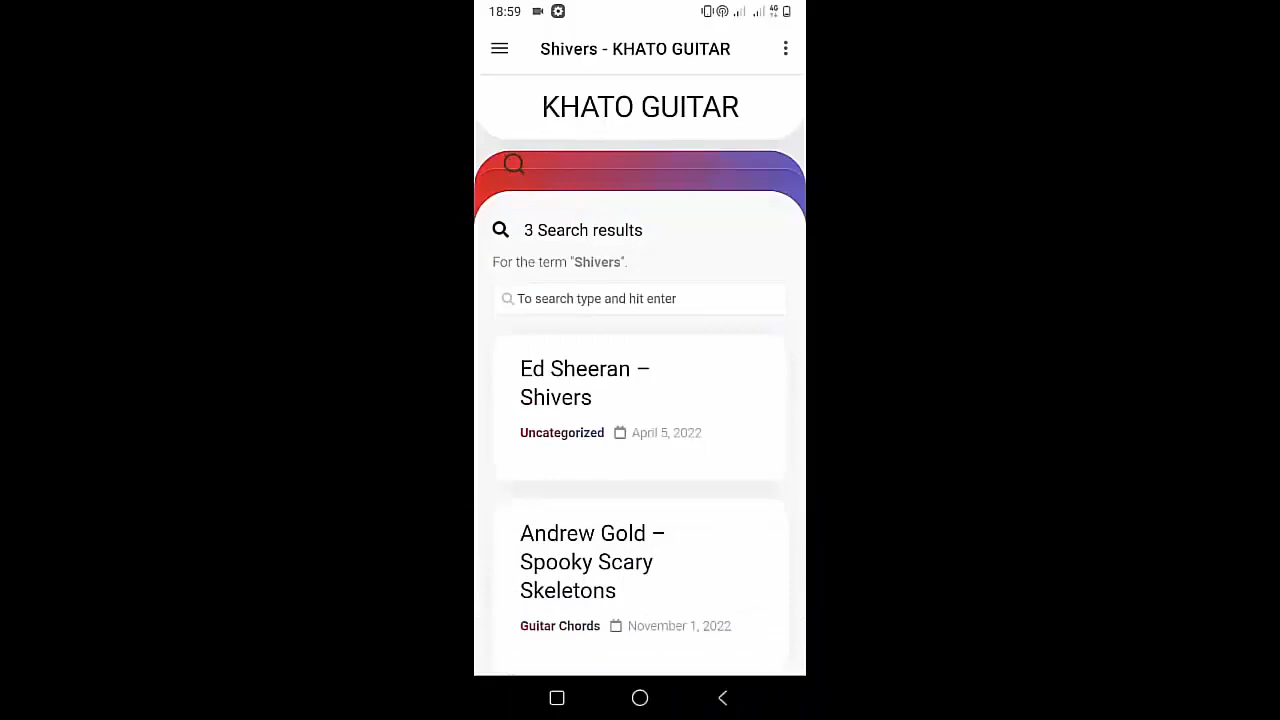 18:59
4G
Shivers - KHATO GUITAR
KHATO GUITAR
3 Search results
For the term "Shivers".
To search type and hit enter
Ed Sheeran –
Shivers
Uncategorized April 5, 2022
Andrew Gold –
Spooky Scary
Skeletons
Guitar Chords November 1, 2022